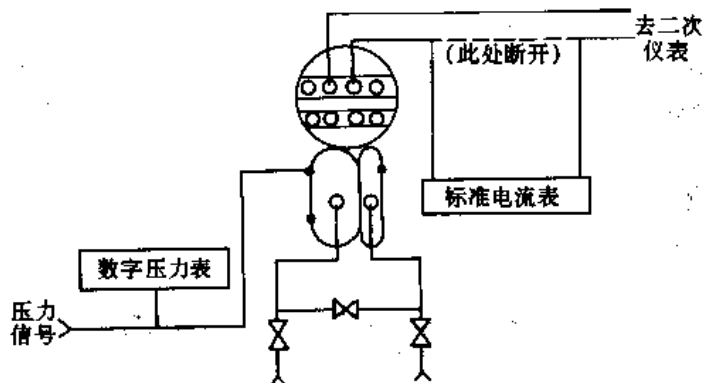 去二次
仪表
(此处断开)
标准电流表
数字压力表
压力
信号